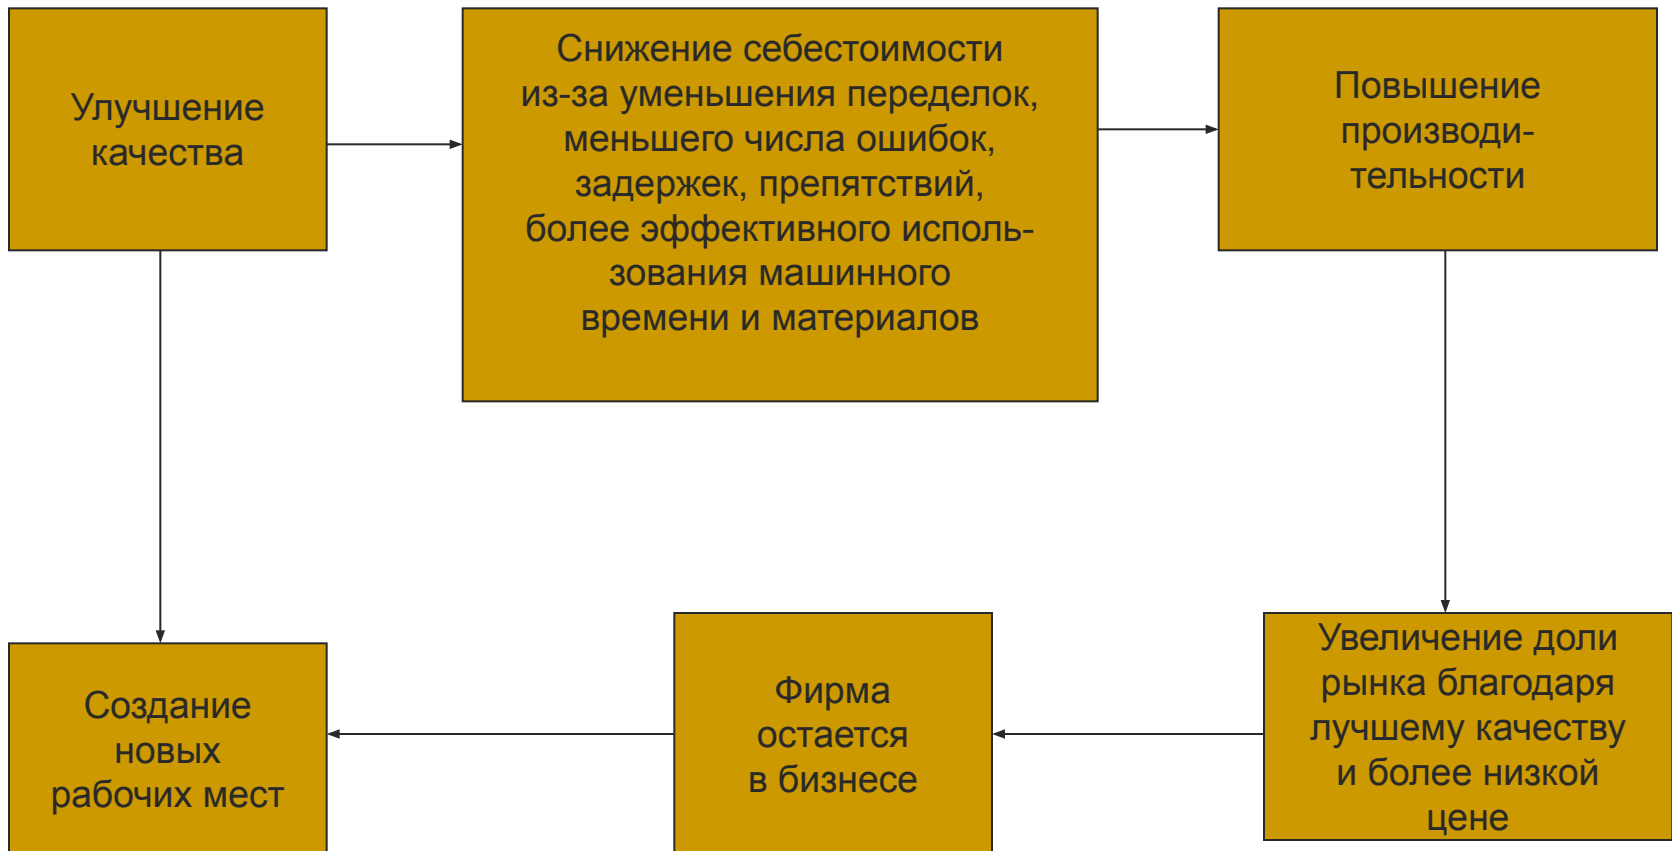 Улучшение
качества
Снижение себестоимости
из-за уменьшения переделок,
меньшего числа ошибок,
задержек, препятствий,
более эффективного исполь-
зования машинного
времени и материалов
Повышение
производи-
тельности
Создание
новых
рабочих мест
Фирма
остается
в бизнесе
Увеличение доли
рынка благодаря
лучшему качеству
и более низкой
цене